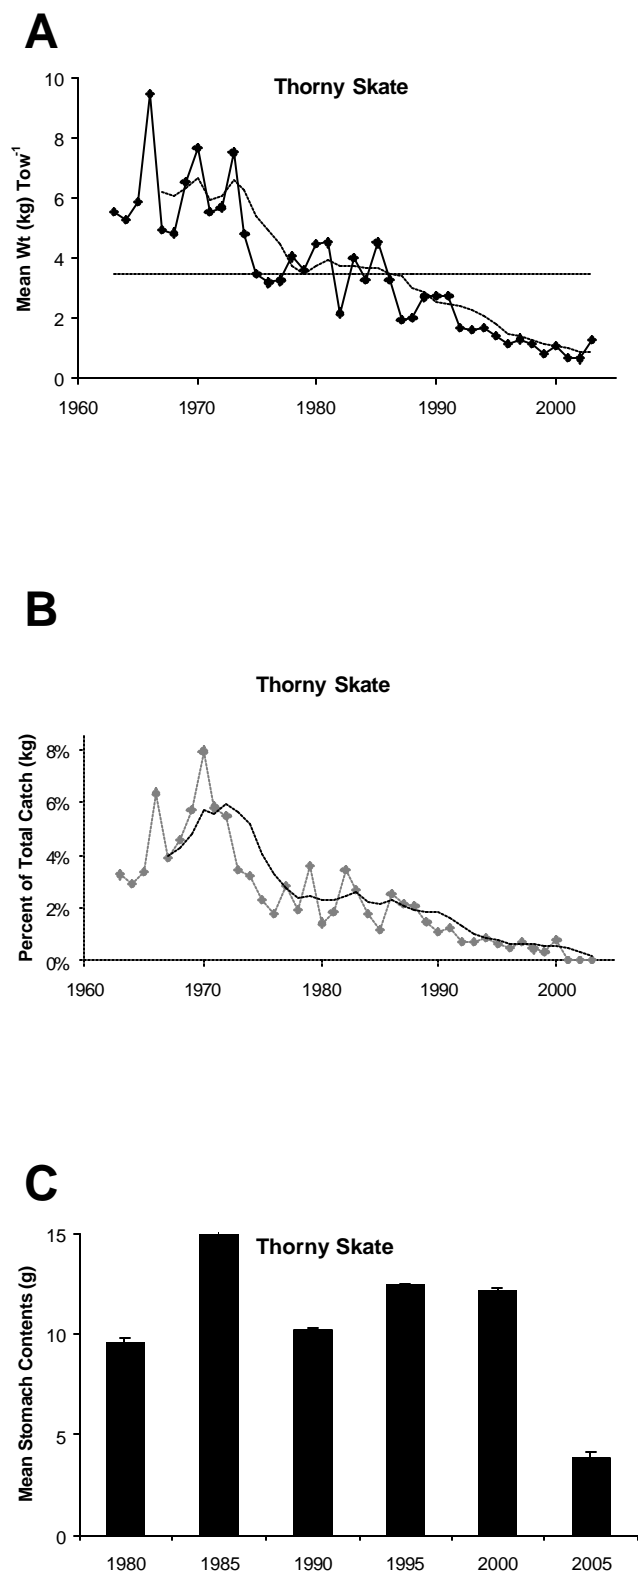 A
Thorny Skate
Mean Wt (kg) Tow⁻¹
10
8
6
4
2
0
1960 1970 1980 1990 2000
B
Thorny Skate
Percent of Total Catch (kg)
8%
6%
4%
2%
0%
1960 1970 1980 1990 2000
C
Thorny Skate
Mean Stomach Contents (g)
15
10
5
0
1980 1985 1990 1995 2000 2005